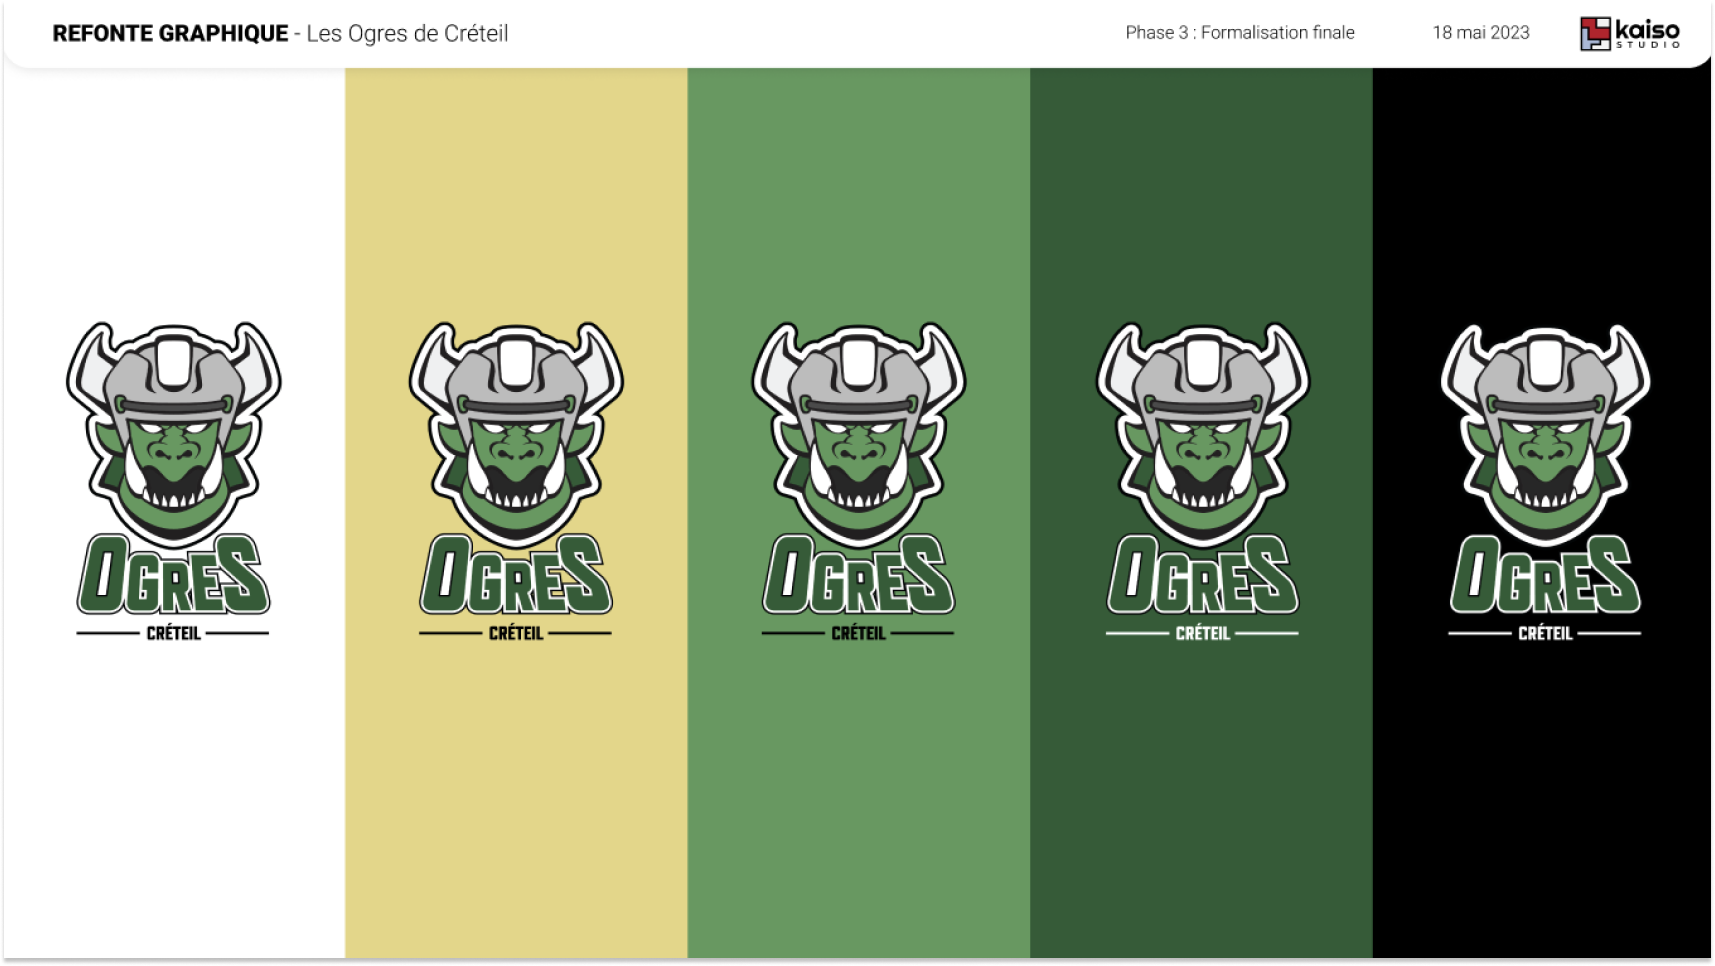 REFONTE GRAPHIQUE - Les Ogres de Créteil
Phase 3 : Formalisation finale
18 mai 2023
kaiso
STUDIO
OGRES
CRÉTEIL
OGRES
CRÉTEIL
OGRES
CRÉTEIL
OGRES
CRÉTEIL
OGRES
CRÉTEIL